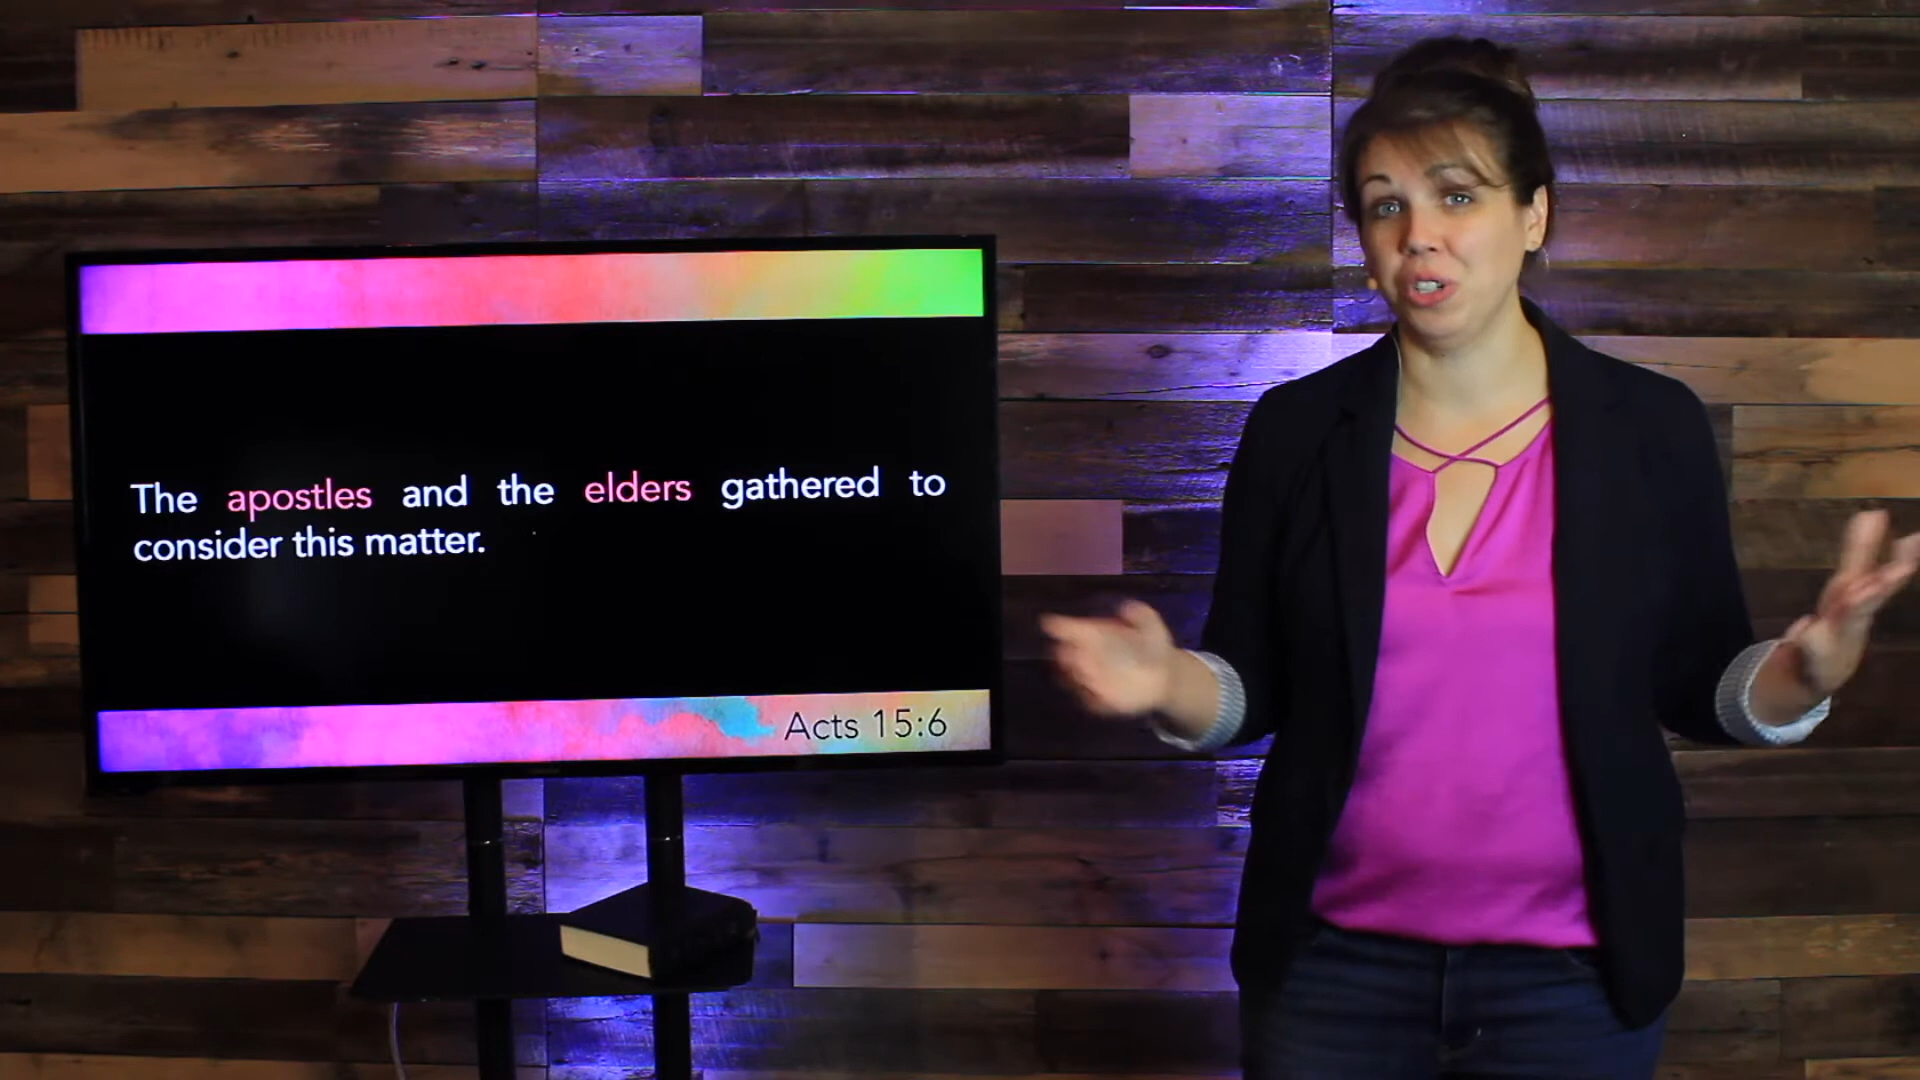 The apostles and the elders gathered to
consider this matter.
Acts 15:6